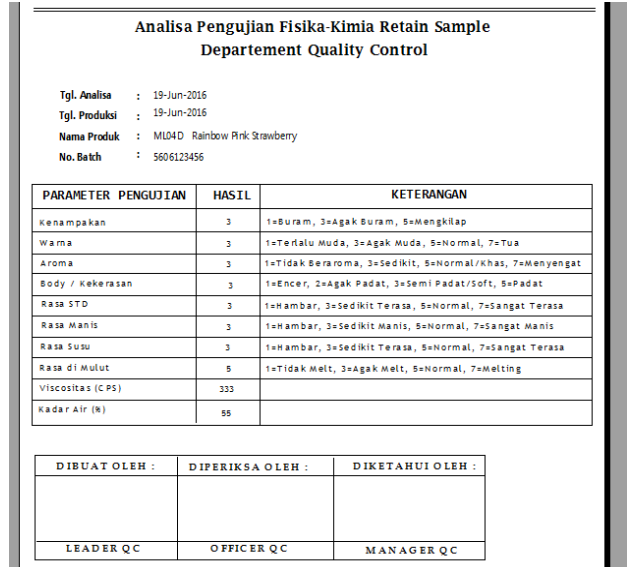 Analisa Pengujian Fisika-Kimia Retain Sample
Departement Quality Control
Tgl. Analisa : 19-Jun-2016
Tgl. Produksi : 19-Jun-2016
Nama Produk : ML04D Rainbow Pink Strawberry
No. Batch : 5606123456
PARAMETER PENGUJIAN HASIL KETERANGAN
Kenampakan 3 1=Buram, 3=Agak Buram, 5=Mengkilap
Warna 3 1=Terlalu Muda, 3=Agak Muda, 5=Normal, 7=Tua
Aroma 3 1=Tidak Beraroma, 3=Sedikit, 5=Normal/Khas, 7=Menyengat
Body / Kekerasan 3 1=Encer, 2=Agak Padat, 3=Semi Padat/Soft, 5=Padat
Rasa STD 3 1=Hambar, 3=Sedikit Terasa, 5=Normal, 7=Sangat Terasa
Rasa Manis 3 1=Hambar, 3=Sedikit Manis, 5=Normal, 7=Sangat Manis
Rasa Susu 3 1=Hambar, 3=Sedikit Terasa, 5=Normal, 7=Sangat Terasa
Rasa di Mulut 5 1=Tidak Melt, 3=Agak Melt, 5=Normal, 7=Melting
Viscositas (CPS) 333
Kadar Air (%) 55
DIBUAT OLEH : DIPERIKSA OLEH : DIKETAHUI OLEH :
LEADER QC OFFICER QC MANAGER QC